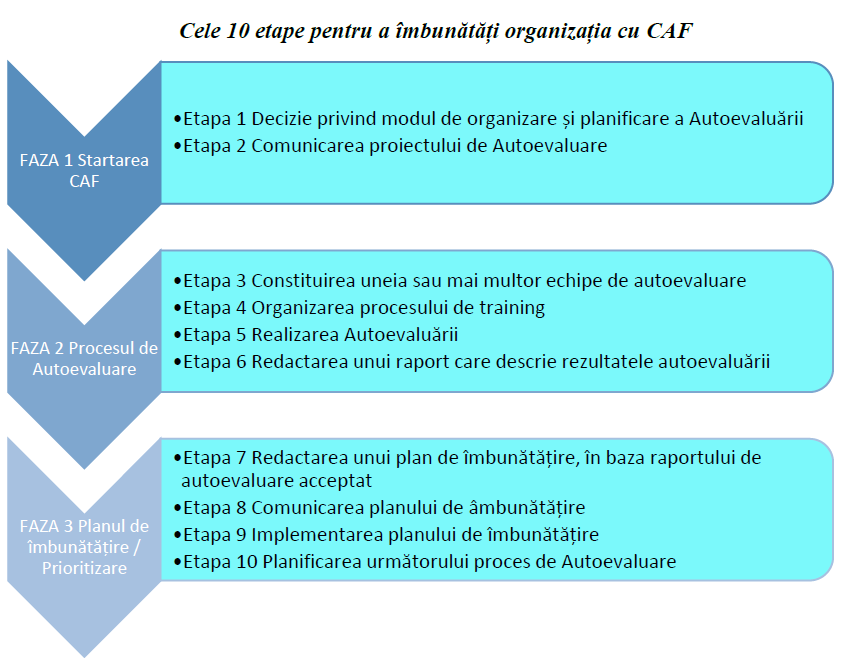 Cele 10 etape pentru a îmbunătăți organizația cu CAF
FAZA 1 Startarea
CAF
•Etapa 1 Decizie privind modul de organizare și planificare a Autoevaluării
•Etapa 2 Comunicarea proiectului de Autoevaluare
FAZA 2 Procesul de
Autoevaluare
•Etapa 3 Constituirea uneia sau mai multor echipe de autoevaluare
•Etapa 4 Organizarea procesului de training
•Etapa 5 Realizarea Autoevaluării
•Etapa 6 Redactarea unui raport care descrie rezultatele autoevaluării
FAZA 3 Planul de
îmbunătățire /
Prioritizare
•Etapa 7 Redactarea unui plan de îmbunătățire, în baza raportului de
autoevaluare acceptat
•Etapa 8 Comunicarea planului de âmbunătățire
•Etapa 9 Implementarea planului de îmbunătățire
•Etapa 10 Planificarea următorului proces de Autoevaluare